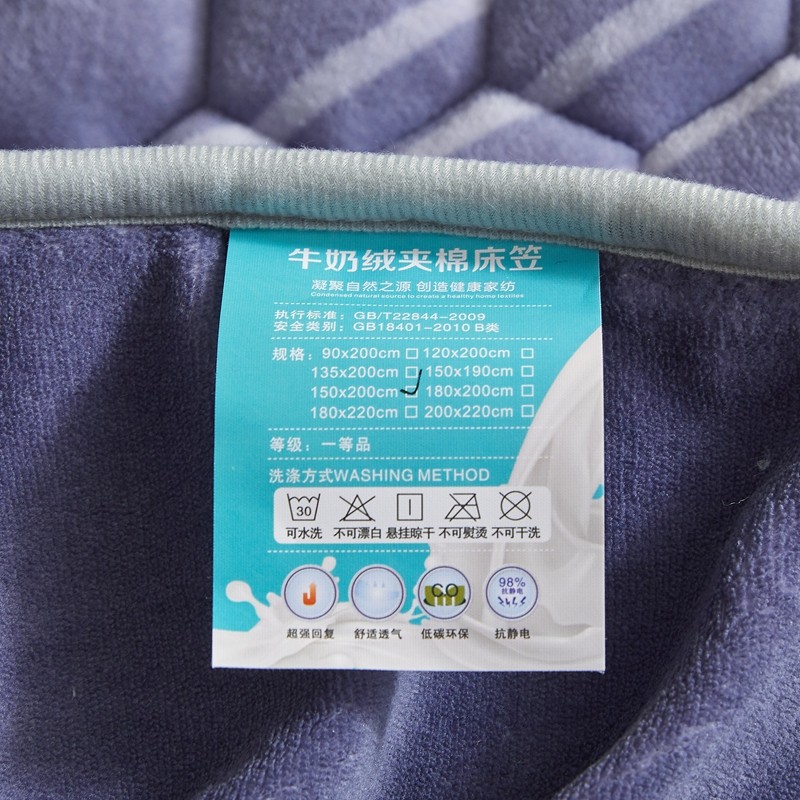 牛奶绒夹棉床笠
凝聚自然之源 创造健康家纺
Condensed natural source to create a healthy home textiles
执行标准：GB/T22844-2009
安全类别：GB18401-2010 B类
规格：90x200cm □ 120x200cm □
135x200cm □ 150x190cm □
150x200cm □ 180x200cm □
180x220cm □ 200x220cm □
等级：一等品
洗涤方式WASHING METHOD
30
可水洗 不可漂白 悬挂晾干 不可熨烫 不可干洗
98%
抗静电
超强回复 舒适透气 低碳环保 抗静电